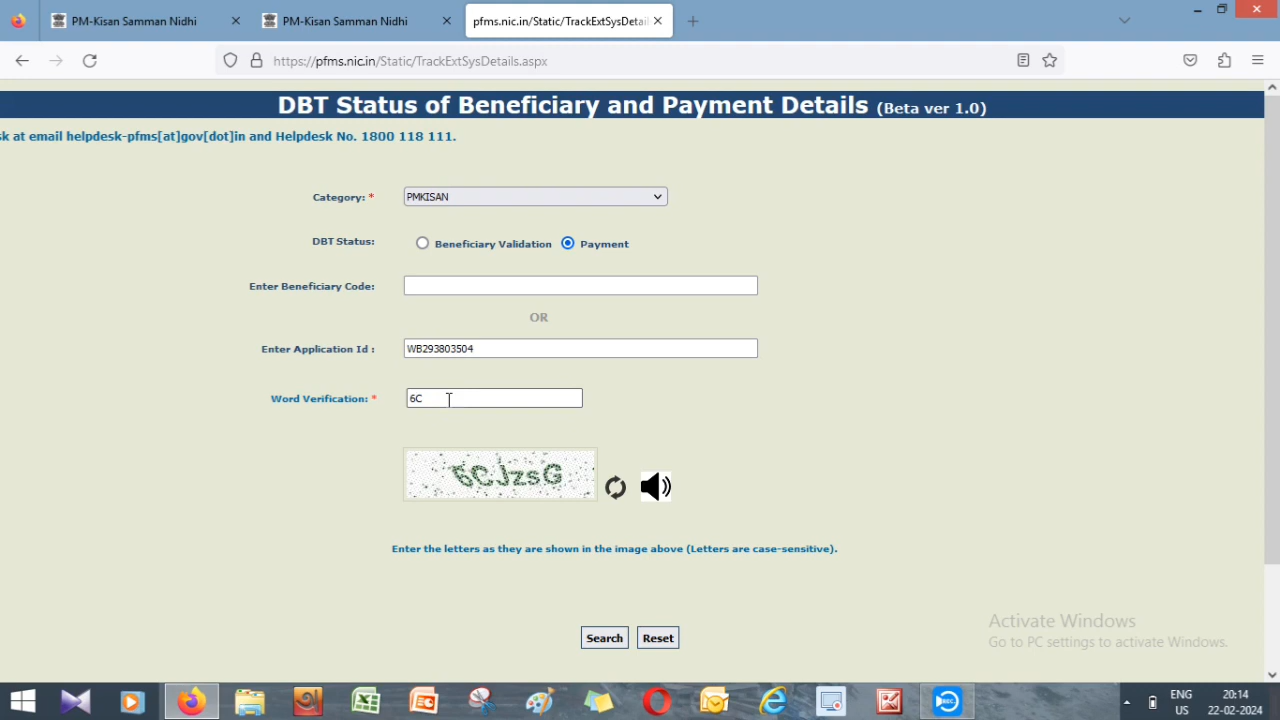 PM-Kisan Samman Nidhi
PM-Kisan Samman Nidhi
pfms.nic.in/Static/TrackExtSysDetail
https://pfms.nic.in/Static/TrackExtSysDetails.aspx
DBT Status of Beneficiary and Payment Details (Beta ver 1.0)
sk at email helpdesk-pfms[at]gov[dot]in and Helpdesk No. 1800 118 111.
Category: * PMKISAN
DBT Status: Beneficiary Validation Payment
Enter Beneficiary Code:
OR
Enter Application Id : WB293803504
Word Verification: * 6C
6CJzsG
Enter the letters as they are shown in the image above (Letters are case-sensitive).
Activate Windows
Go to PC settings to activate Windows.
Search Reset
ENG 20:14
US 22-02-2024